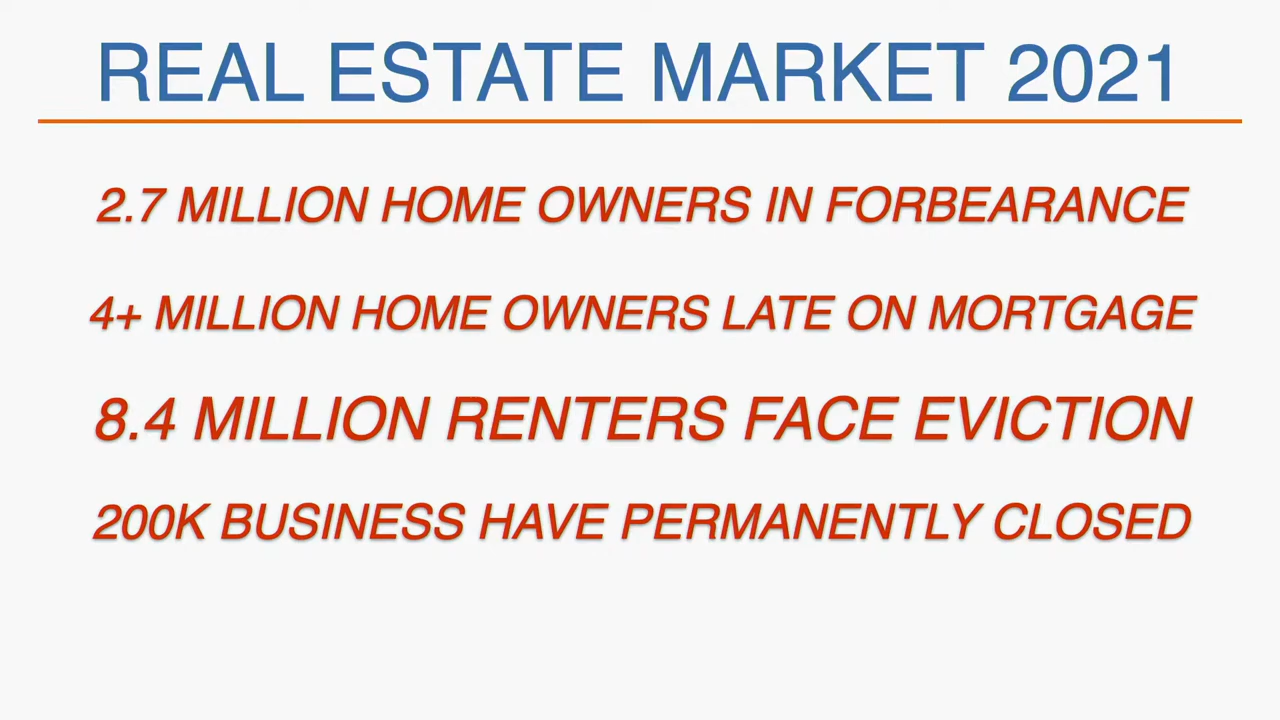 REAL ESTATE MARKET 2021
2.7 MILLION HOME OWNERS IN FORBEARANCE
4+ MILLION HOME OWNERS LATE ON MORTGAGE
8.4 MILLION RENTERS FACE EVICTION
200K BUSINESS HAVE PERMANENTLY CLOSED